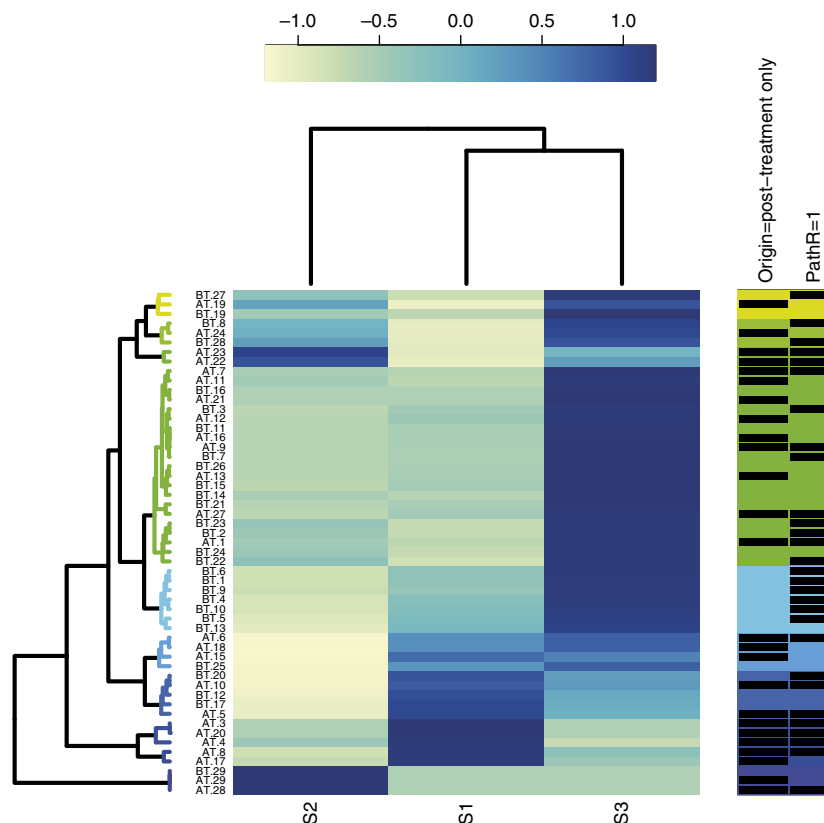 −1.0 −0.5 0.0 0.5 1.0
Origin=post−treatment only
PathR=1
BT.27
AT.19
BT.19
BT.8
AT.24
BT.28
AT.23
AT.22
AT.7
AT.11
BT.16
AT.21
BT.3
AT.12
BT.11
AT.16
AT.9
BT.7
BT.26
AT.13
BT.15
BT.14
BT.21
AT.27
BT.23
BT.2
AT.1
BT.24
BT.22
BT.6
BT.1
BT.9
BT.4
BT.10
BT.5
BT.13
AT.6
AT.18
AT.15
BT.25
BT.20
AT.10
BT.12
BT.17
AT.5
AT.3
AT.20
AT.4
AT.8
AT.17
BT.29
AT.29
AT.28
S2
S1
S3